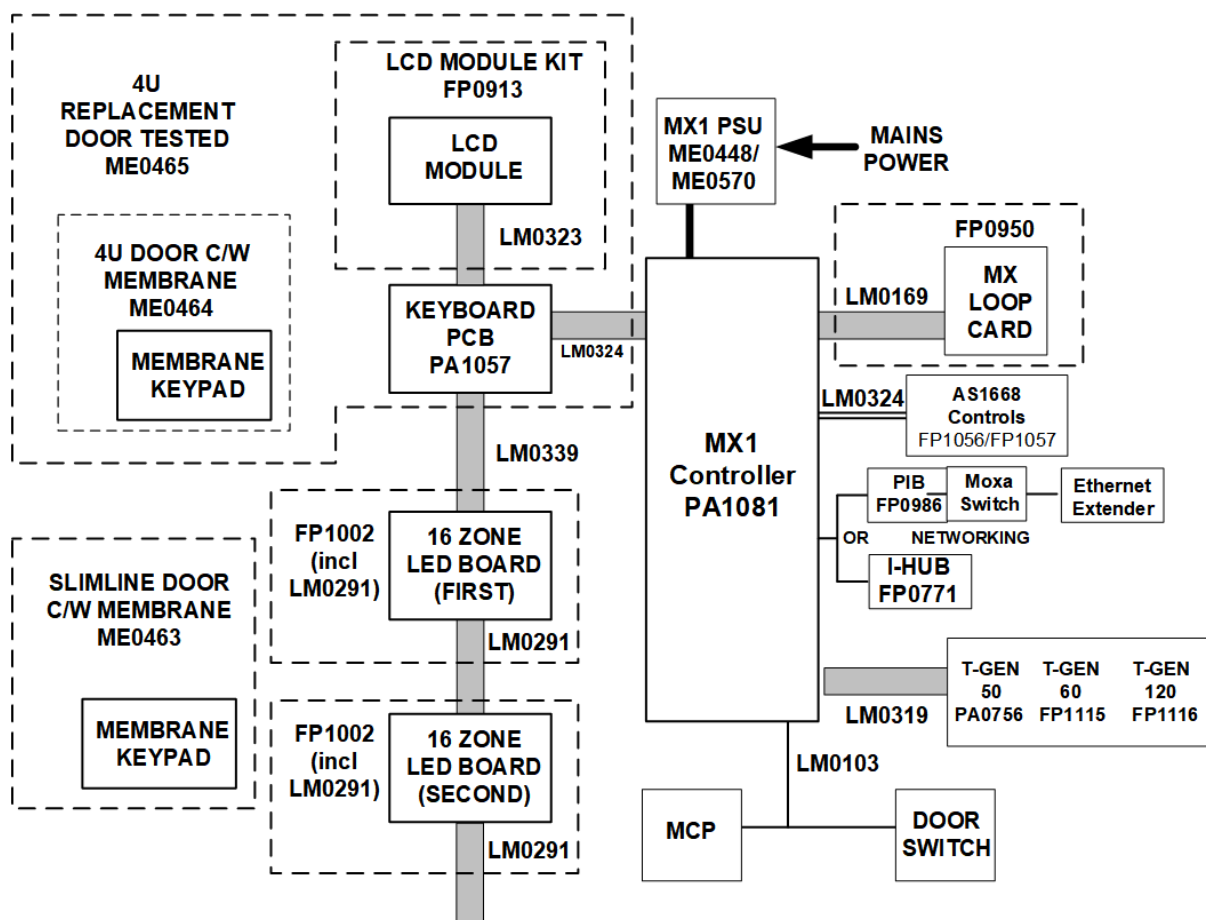 4U
REPLACEMENT
DOOR TESTED
ME0465
LCD MODULE KIT
FP0913
LCD
MODULE
LM0323
4U DOOR C/W
MEMBRANE
ME0464
MEMBRANE
KEYPAD
KEYBOARD
PCB
PA1057
LM0324
MX1 PSU
ME0448/
ME0570
MAINS
POWER
FP0950
LM0169
MX
LOOP
CARD
LM0324
AS1668
Controls
FP1056/FP1057
MX1
Controller
PA1081
PIB
FP0986
Moxa
Switch
Ethernet
Extender
OR
NETWORKING
I-HUB
FP0771
LM0339
FP1002
(incl
LM0291)
16 ZONE
LED BOARD
(FIRST)
LM0291
SLIMLINE DOOR
C/W MEMBRANE
ME0463
MEMBRANE
KEYPAD
FP1002
(incl
LM0291)
16 ZONE
LED BOARD
(SECOND)
LM0291
LM0319
T-GEN
50
PA0756
T-GEN
60
FP1115
T-GEN
120
FP1116
LM0103
MCP
DOOR
SWITCH